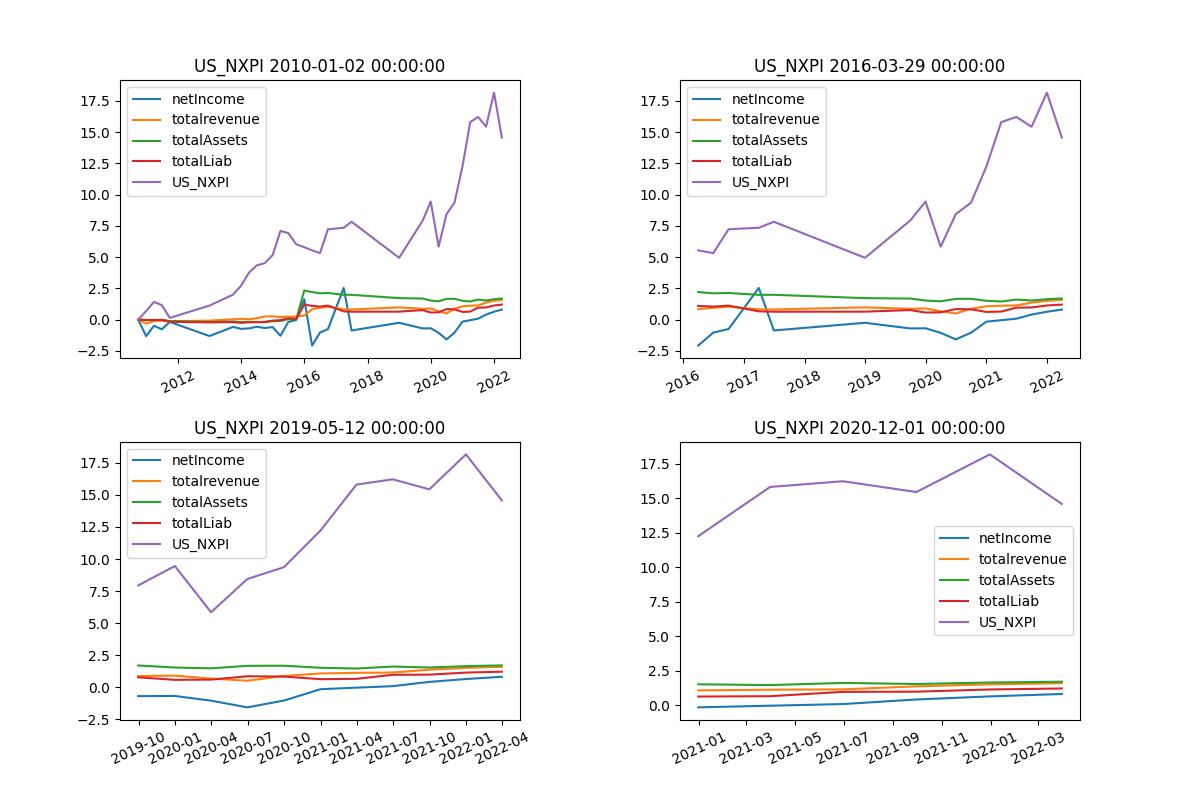 US_NXPI 2010-01-02 00:00:00
17.5
15.0
12.5
10.0
7.5
5.0
2.5
0.0
−2.5
netIncome
totalrevenue
totalAssets
totalLiab
US_NXPI
2012 2014 2016 2018 2020 2022
US_NXPI 2016-03-29 00:00:00
17.5
15.0
12.5
10.0
7.5
5.0
2.5
0.0
−2.5
netIncome
totalrevenue
totalAssets
totalLiab
US_NXPI
2016 2017 2018 2019 2020 2021 2022
US_NXPI 2019-05-12 00:00:00
17.5
15.0
12.5
10.0
7.5
5.0
2.5
0.0
−2.5
netIncome
totalrevenue
totalAssets
totalLiab
US_NXPI
2019-10 2020-01 2020-04 2020-07 2020-10 2021-01 2021-04 2021-07 2021-10 2022-01 2022-04
US_NXPI 2020-12-01 00:00:00
17.5
15.0
12.5
10.0
7.5
5.0
2.5
0.0
netIncome
totalrevenue
totalAssets
totalLiab
US_NXPI
2021-01 2021-03 2021-05 2021-07 2021-09 2021-11 2022-01 2022-03